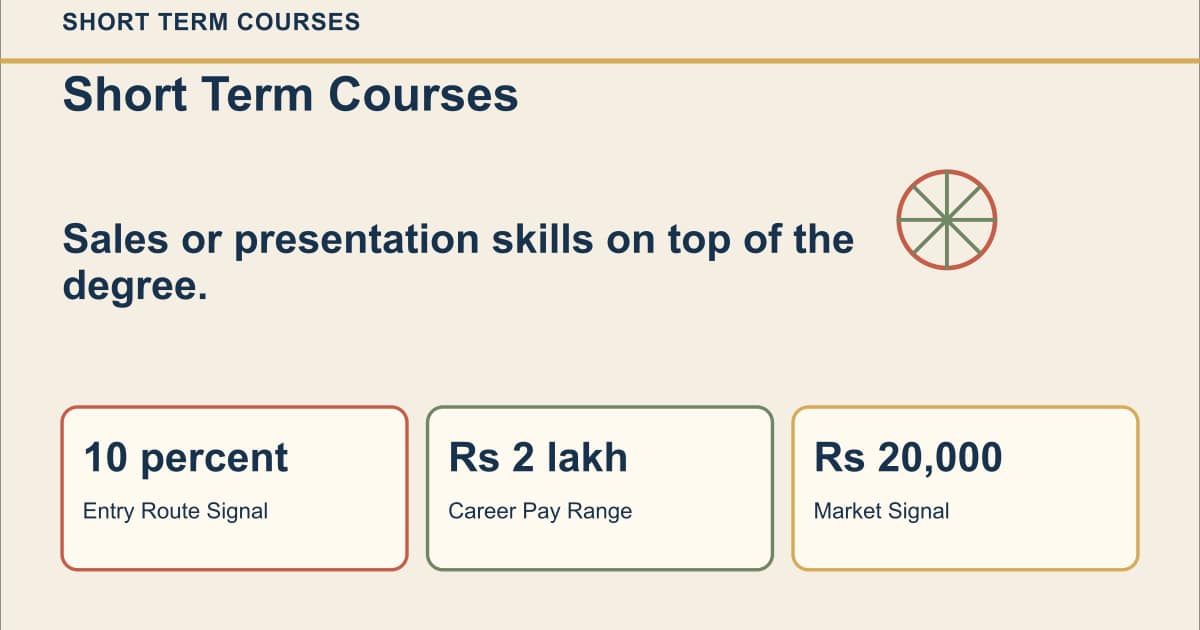 SHORT TERM COURSES
Short Term Courses
Sales or presentation skills on top of the
degree.
10 percent
Entry Route Signal
Rs 2 lakh
Career Pay Range
Rs 20,000
Market Signal